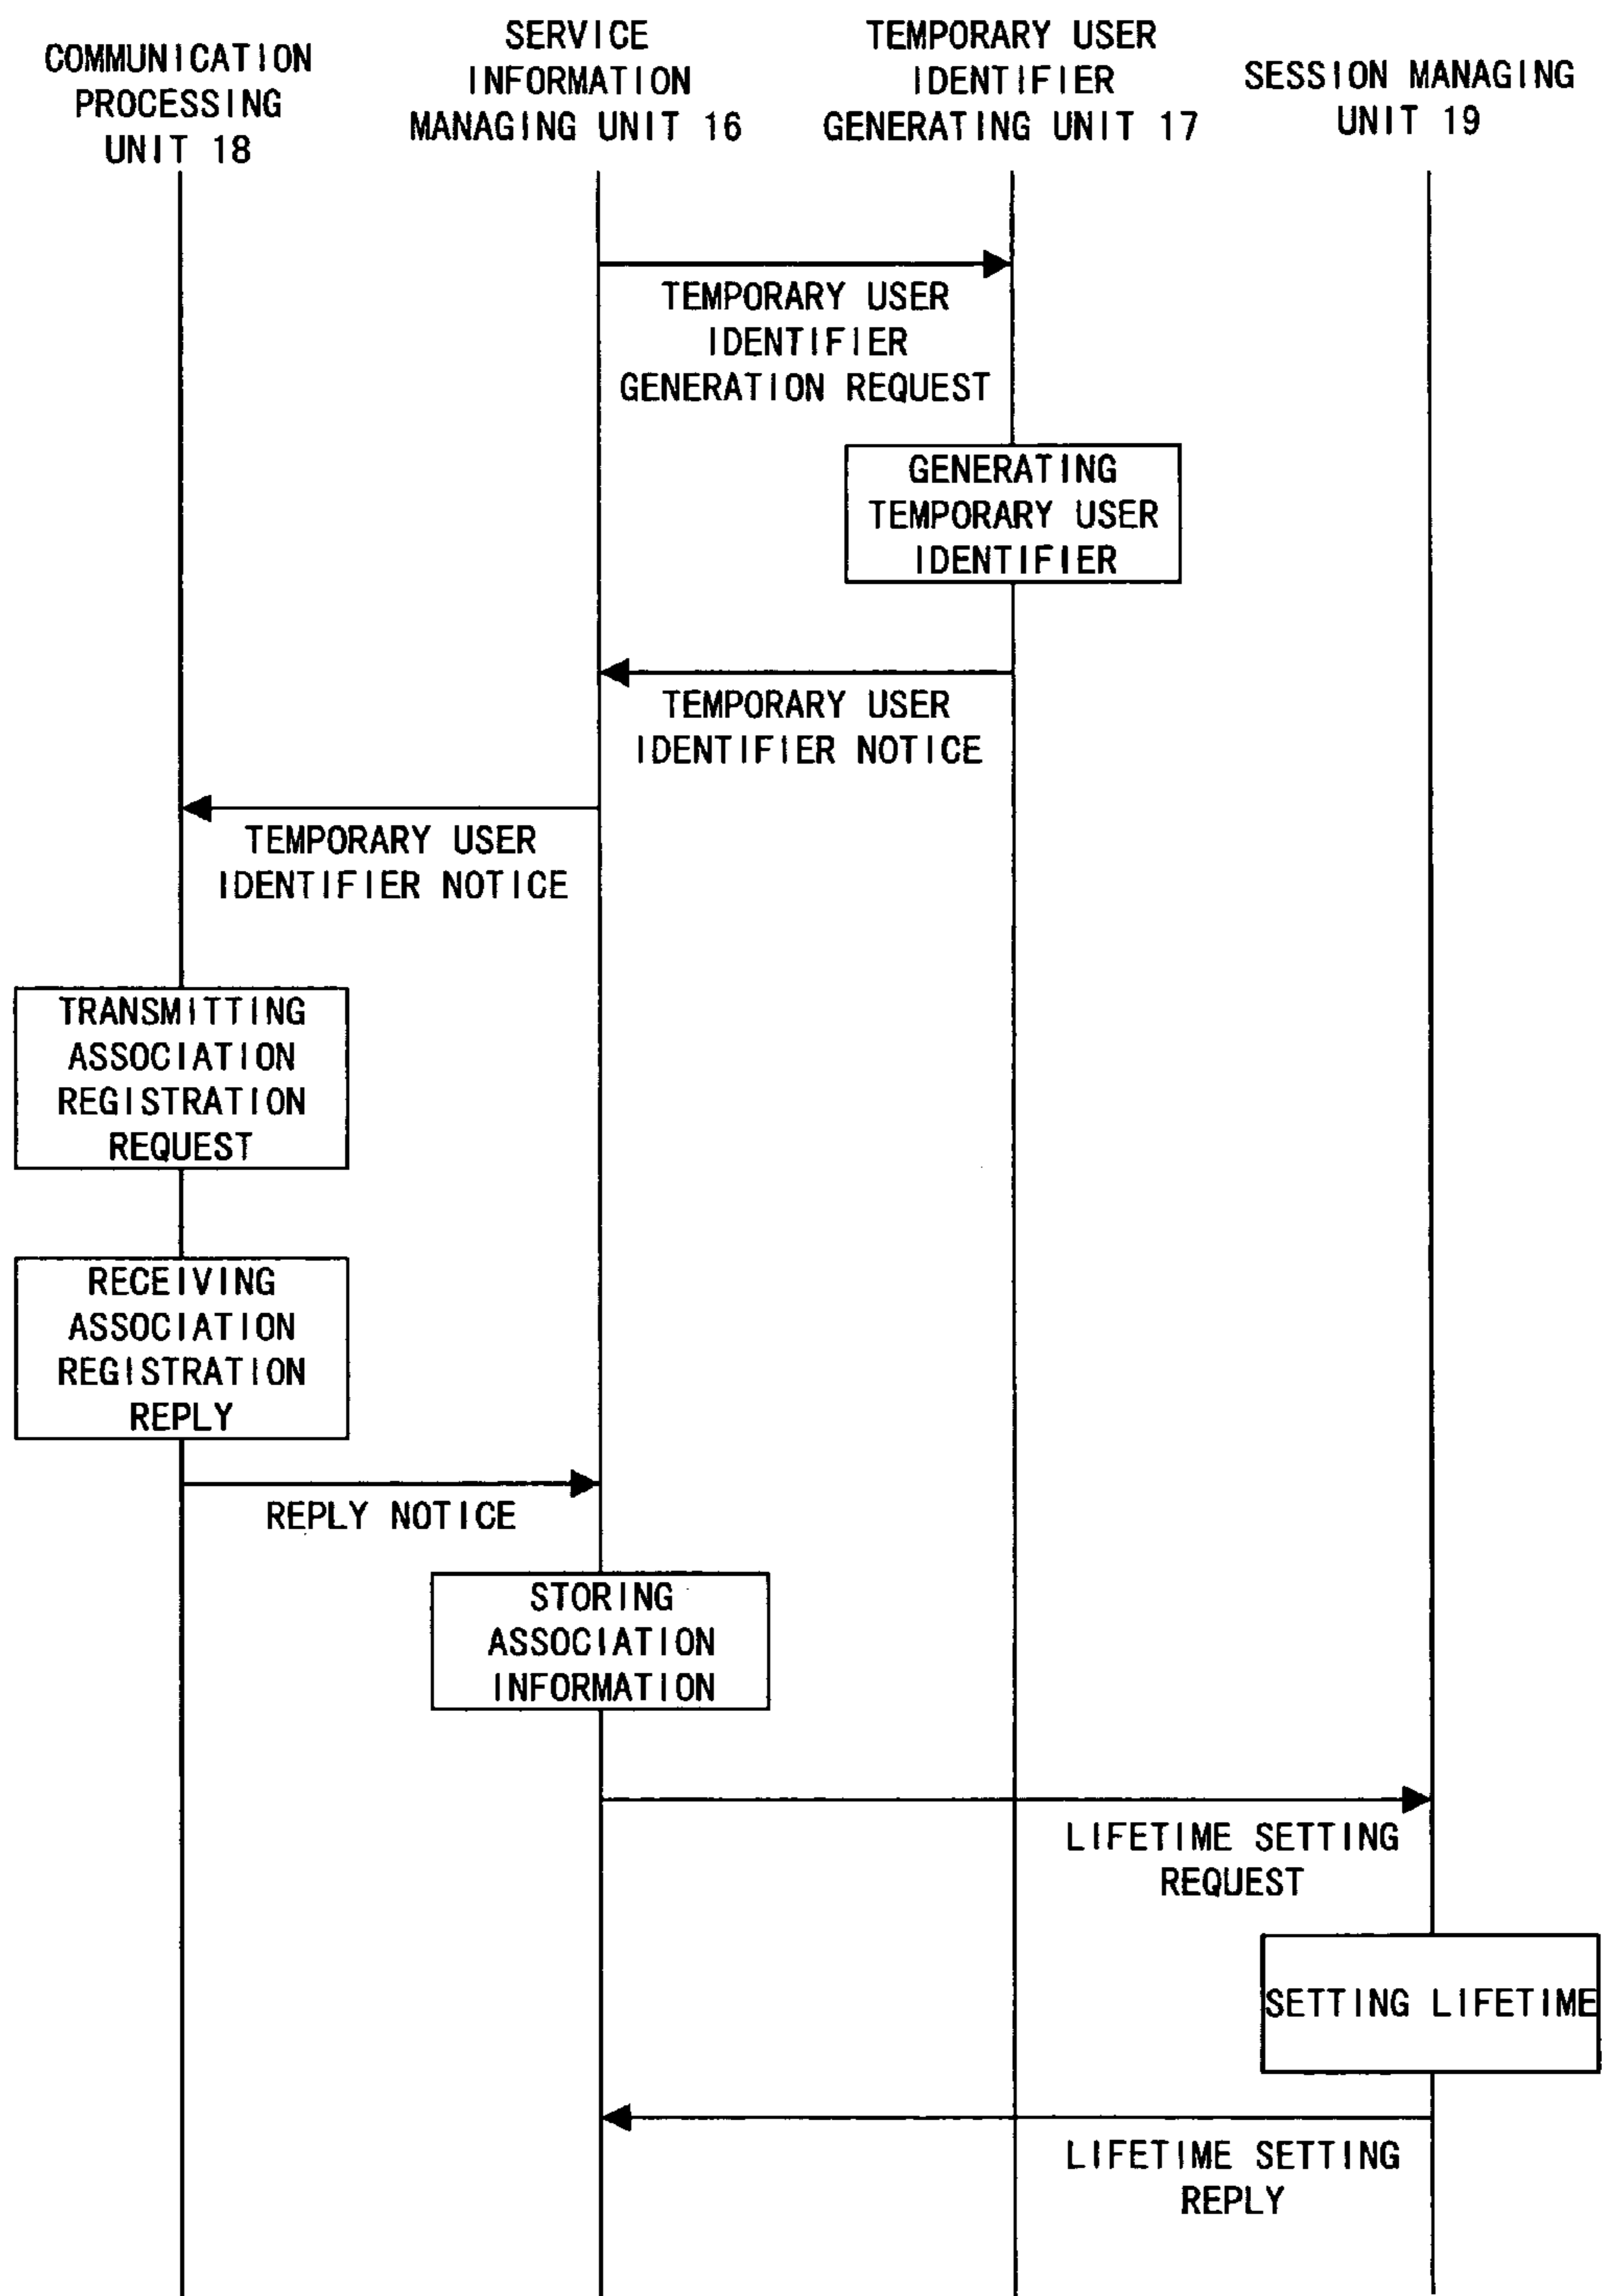 COMMUNICATION
PROCESSING
UNIT 18
SERVICE
INFORMATION
MANAGING UNIT 16
TEMPORARY USER
IDENTIFIER
GENERATING UNIT 17
SESSION MANAGING
UNIT 19
TEMPORARY USER
IDENTIFIER
GENERATION REQUEST
GENERATING
TEMPORARY USER
IDENTIFIER
TEMPORARY USER
IDENTIFIER NOTICE
TEMPORARY USER
IDENTIFIER NOTICE
TRANSMITTING
ASSOCIATION
REGISTRATION
REQUEST
RECEIVING
ASSOCIATION
REGISTRATION
REPLY
REPLY NOTICE
STORING
ASSOCIATION
INFORMATION
LIFETIME SETTING
REQUEST
SETTING LIFETIME
LIFETIME SETTING
REPLY